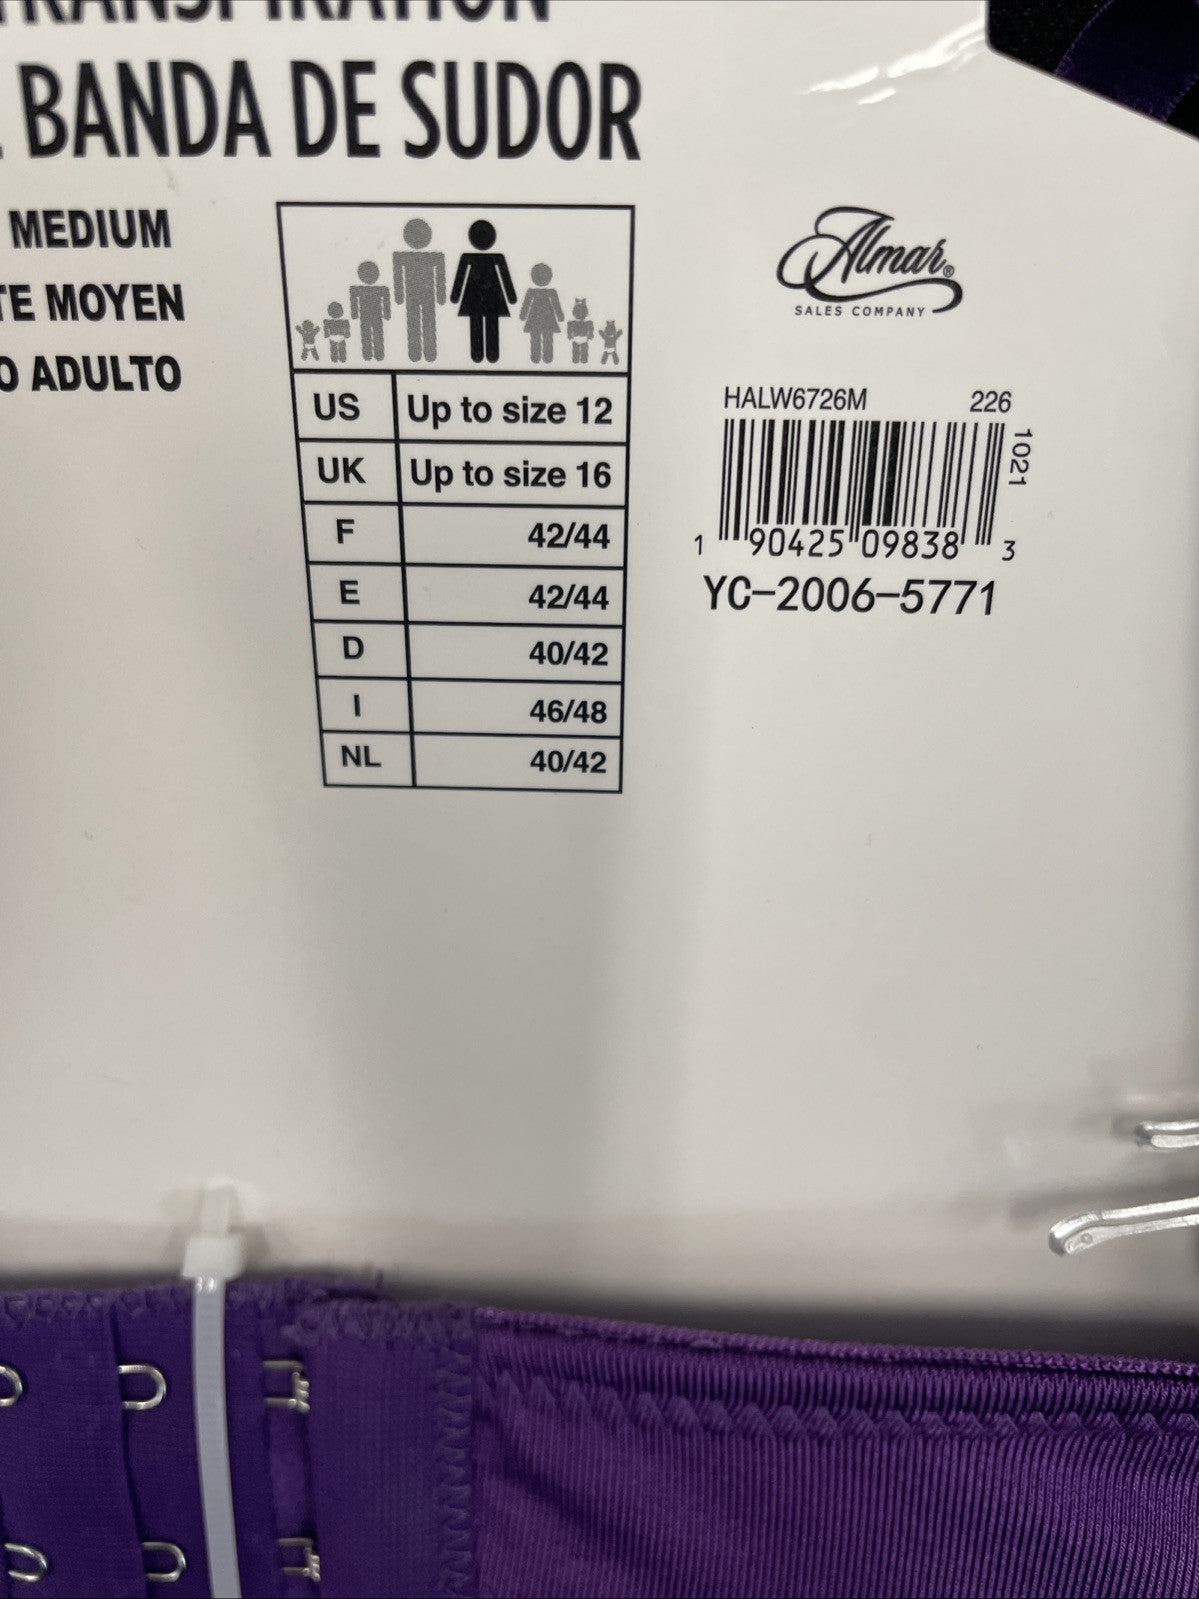 TRANSPIRATION
BANDA DE SUDOR
MEDIUM
TE MOYEN
O ADULTO
US Up to size 12
UK Up to size 16
F 42/44
E 42/44
D 40/42
I 46/48
NL 40/42
Almar®
SALES COMPANY
HALW6726M 226
1021
1 90425 09838 3
YC-2006-5771